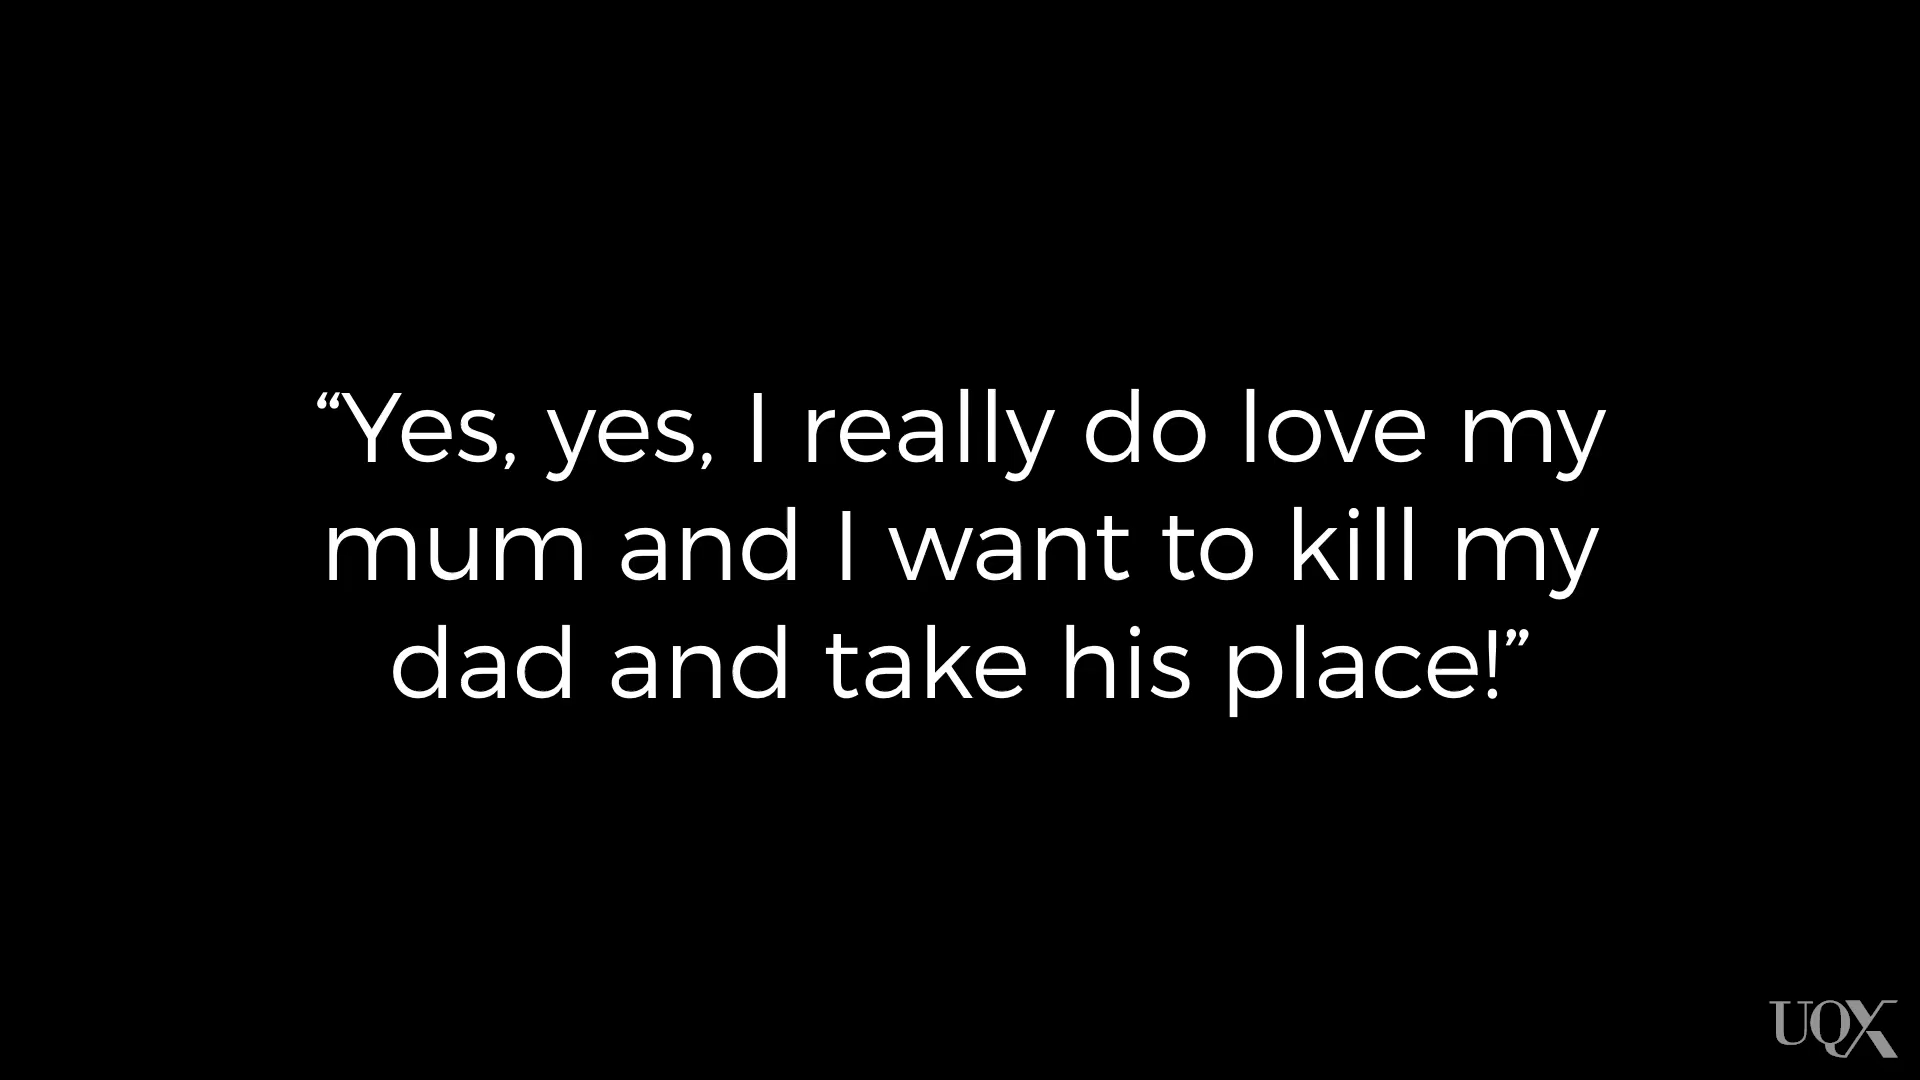 “Yes, yes, I really do love my
mum and I want to kill my
dad and take his place!”
UQX